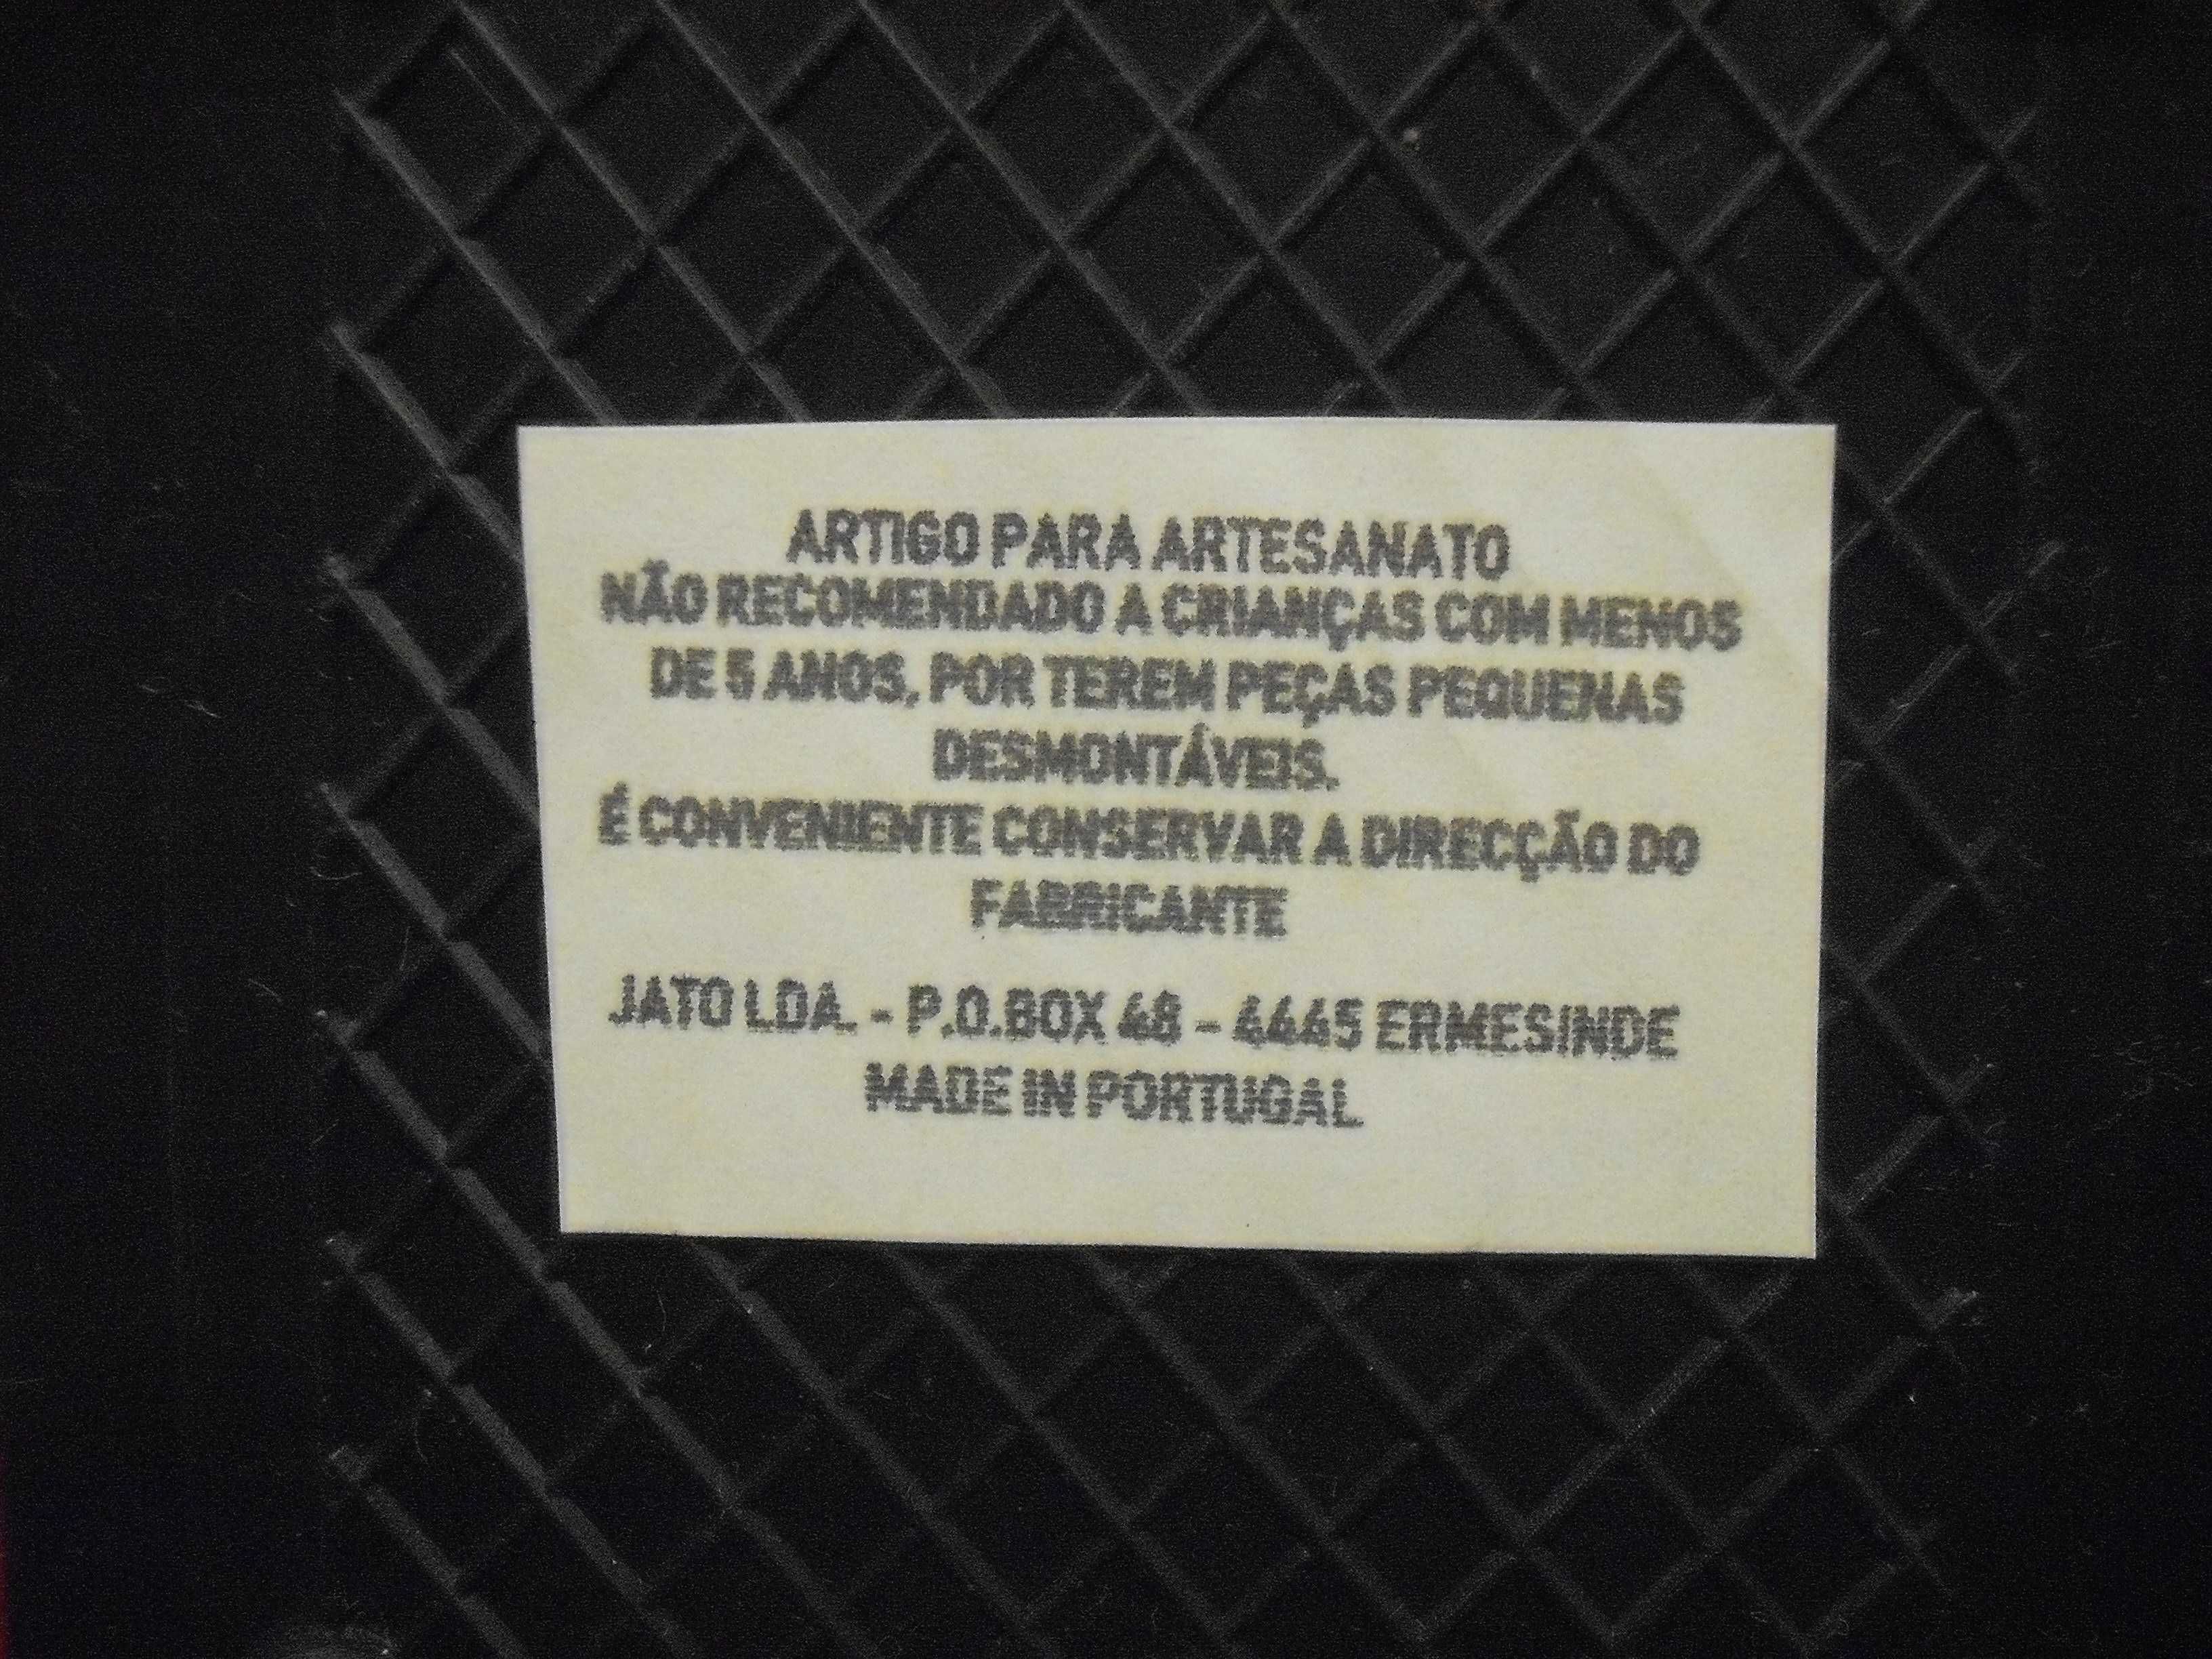 ARTIGO PARA ARTESANATO
NÃO RECOMENDADO A CRIANÇAS COM MENOS
DE 5 ANOS, POR TEREM PEÇAS PEQUENAS
DESMONTÁVEIS.
É CONVENIENTE CONSERVAR A DIRECÇÃO DO
FABRICANTE
JATO LDA. - P.O.BOX 48 - 4445 ERMESINDE
MADE IN PORTUGAL